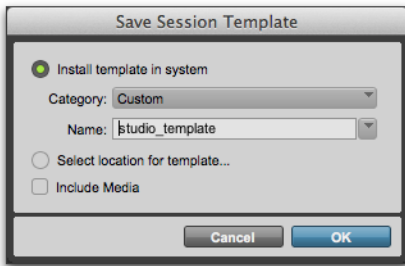 Save Session Template
Install template in system
Category: Custom
Name: studio_template
Select location for template...
Include Media
Cancel OK